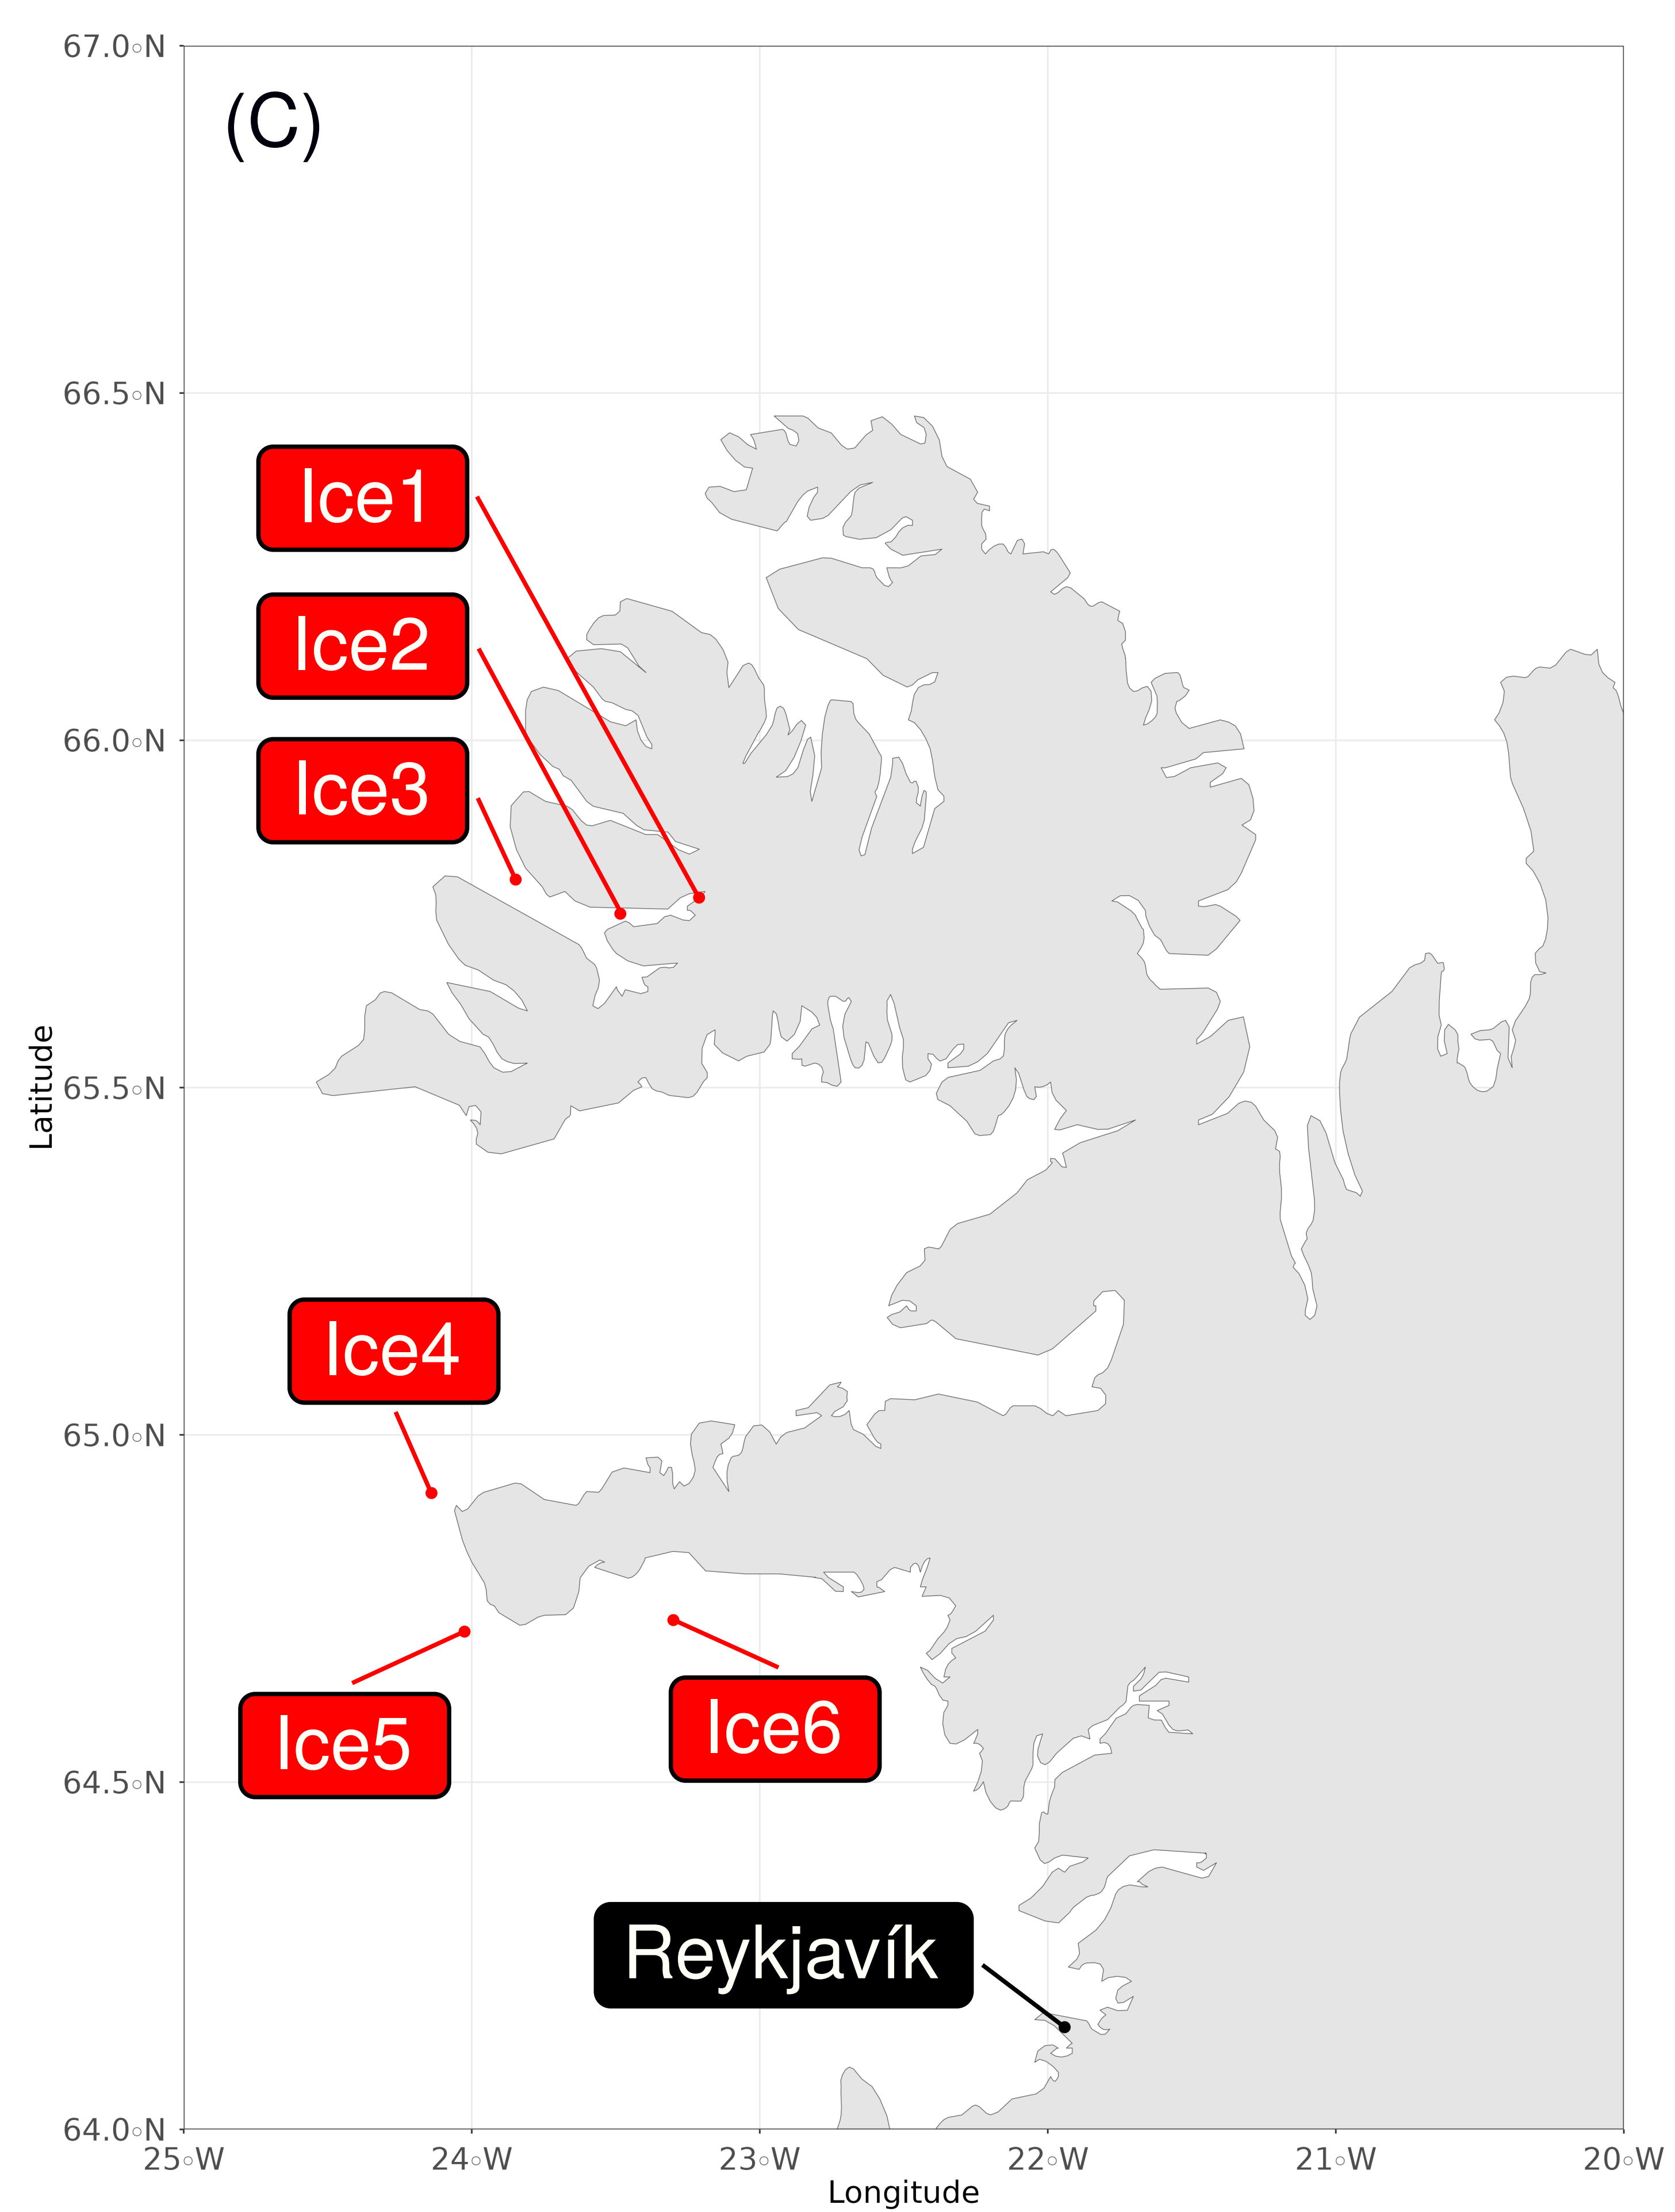 67.0◦N
(C)
66.5◦N
Ice1
Ice2
66.0◦N
Ice3
65.5◦N
Latitude
Ice4
65.0◦N
Ice5
Ice6
64.5◦N
Reykjavík
64.0◦N
25◦W 24◦W 23◦W 22◦W 21◦W 20◦W
Longitude